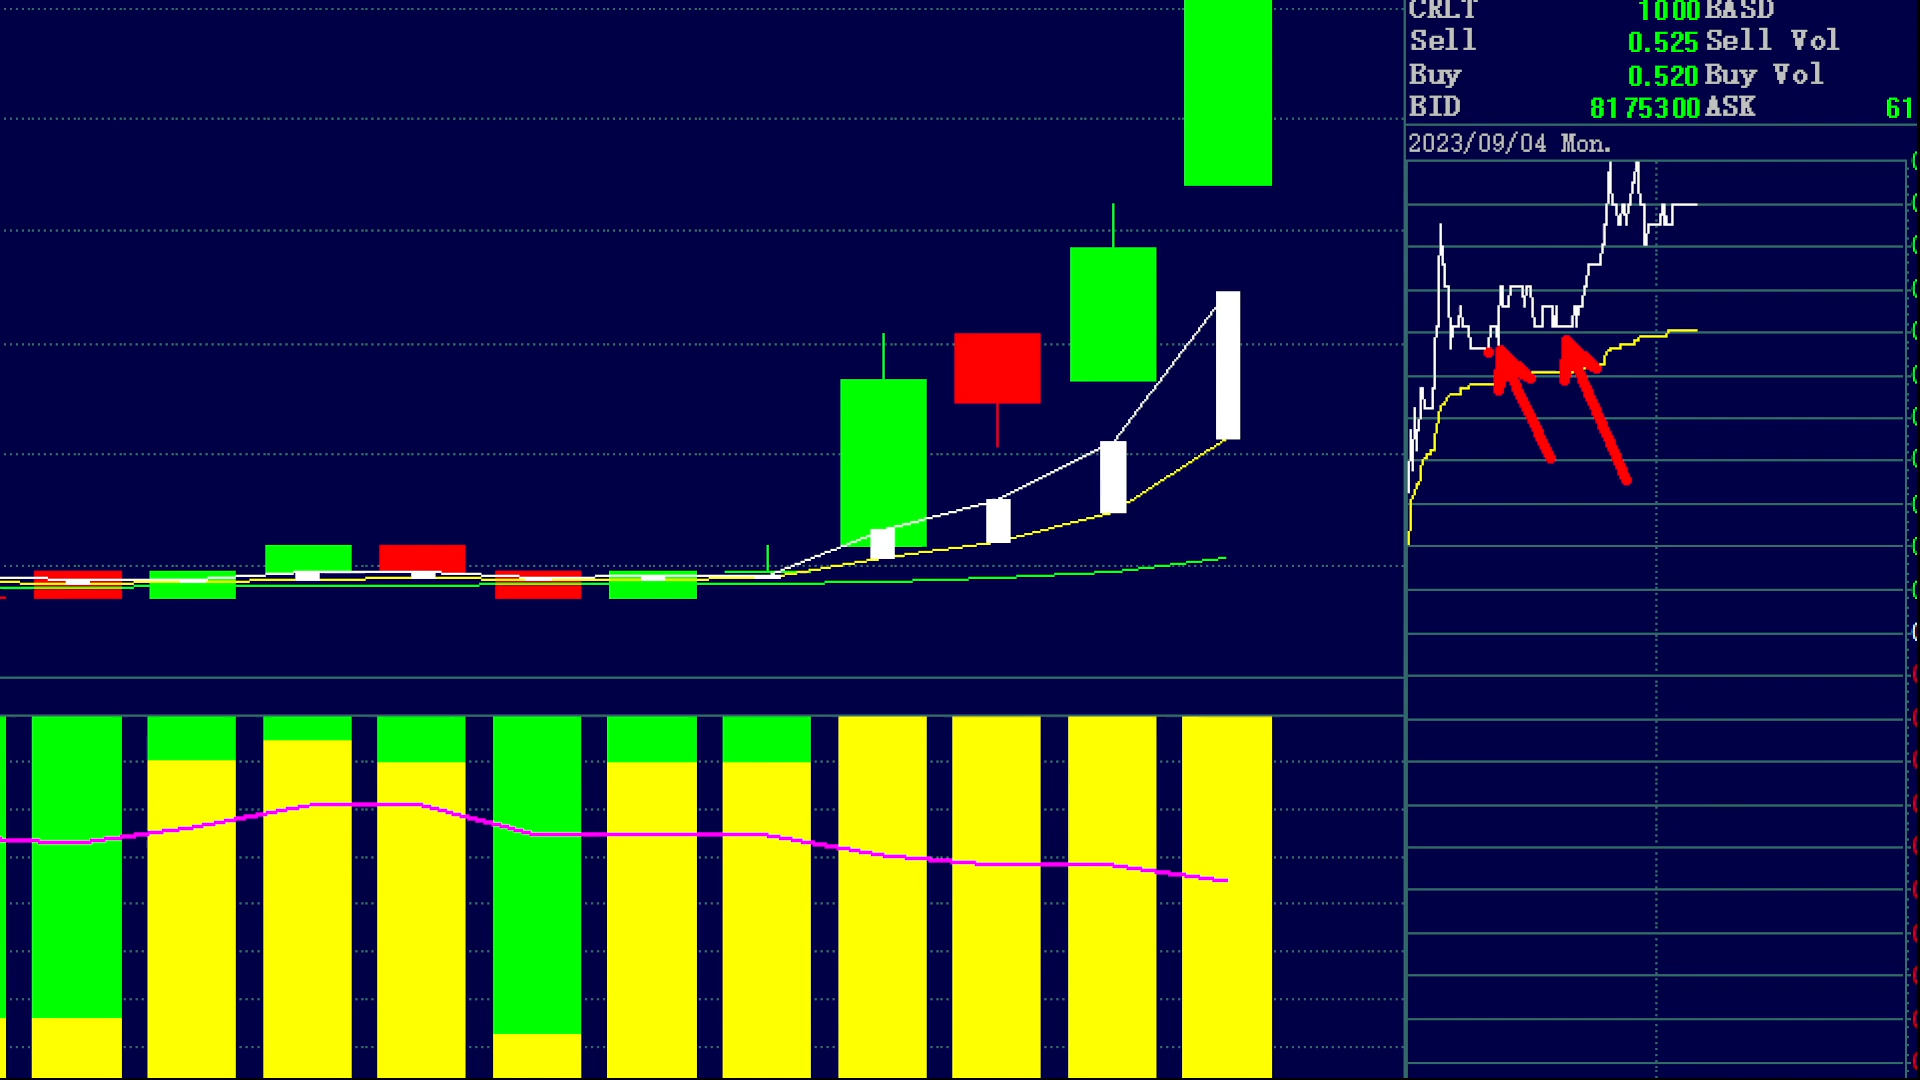 CRLT 1000 BASD
Sell 0.525 Sell Vol
Buy 0.520 Buy Vol
BID 8175300 ASK 61
2023/09/04 Mon.